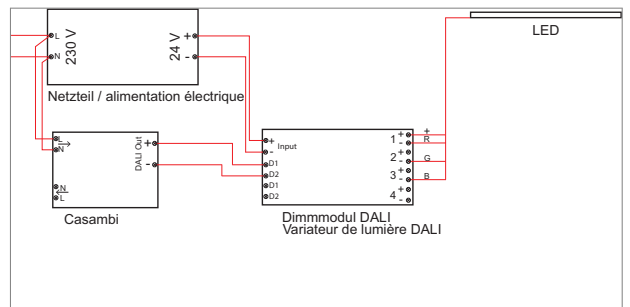 LED
L
N
230 V
24 V
+
-
Netzteil / alimentation électrique
L
N
N
L
DALI Out
+
-
Casambi
+
-
Input
D1
D2
D1
D2
1 + -
2 + -
3 + -
4 + -
+
R
G
B
Dimmmodul DALI
Variateur de lumière DALI